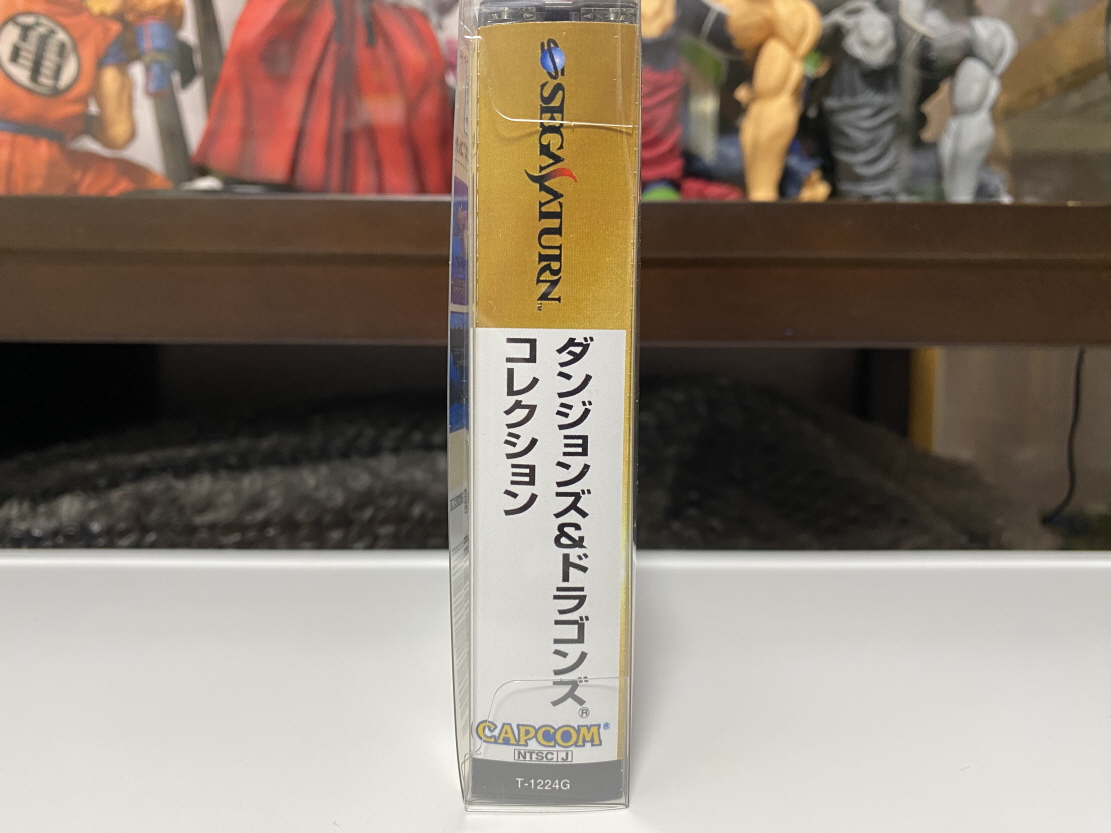 SEGA SATURN™
ダンジョンズ&ドラゴンズ®
コレクション
CAPCOM®
NTSC J
T-1224G